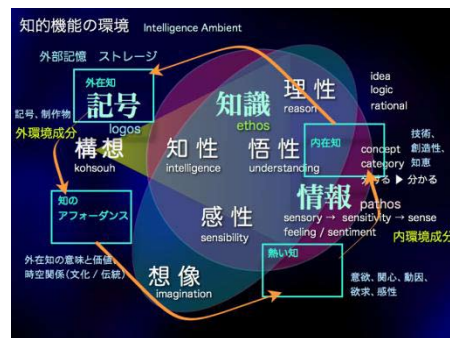 知的機能の環境 Intelligence Ambient
外部記憶 ストレージ
外在知
記号
logos
記号、制作物
外環境成分
構想
kohsouh
知識
ethos
理性
reason
idea
logic
rational
知性
intelligence
悟性
understanding
内在知
concept
category
分ける ▶ 分かる
技術、
創造性、
知恵
情報
pathos
sensory → sensitivity → sense
feeling / sentiment
内環境成分
感性
sensibility
知の
アフォーダンス
外在知の意味と価値、
時空関係(文化 / 伝統)
想像
imagination
熱い知
意欲、関心、動因、
欲求、感性